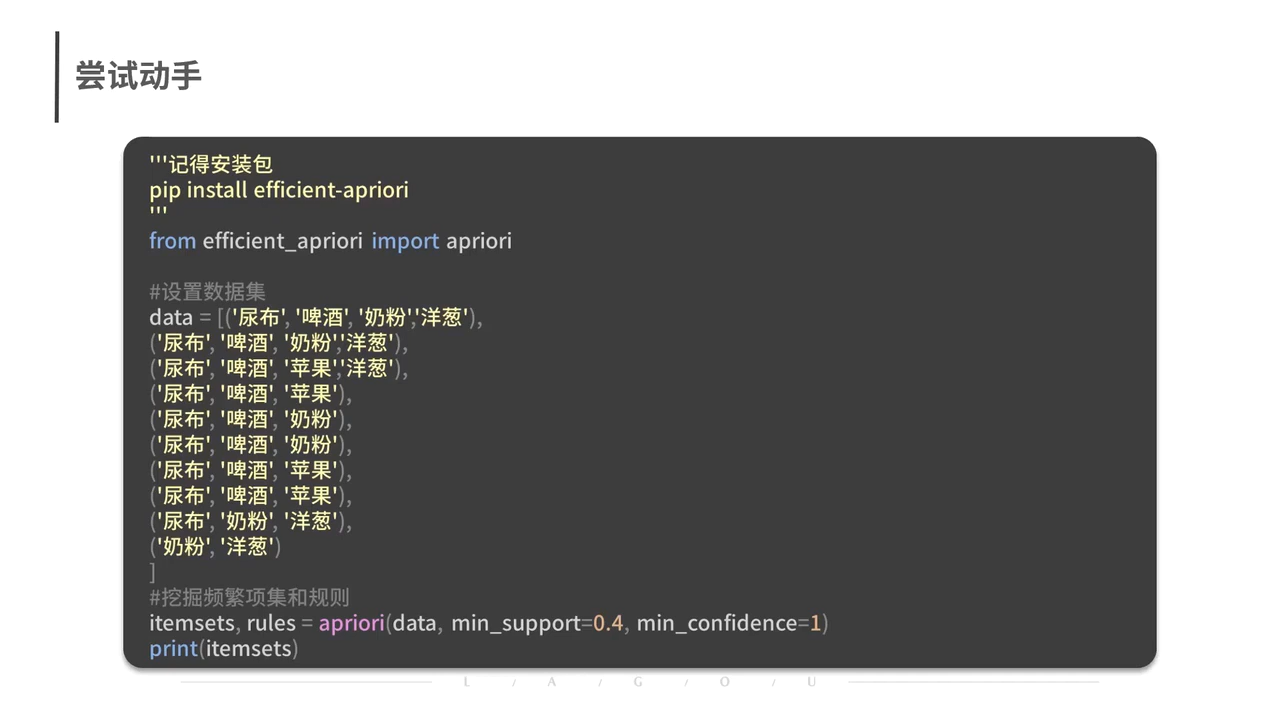 尝试动手
'''记得安装包
pip install efficient-apriori
'''
from efficient_apriori import apriori
#设置数据集
data = [('尿布', '啤酒', '奶粉','洋葱'),
('尿布', '啤酒', '奶粉','洋葱'),
('尿布', '啤酒', '苹果','洋葱'),
('尿布', '啤酒', '苹果'),
('尿布', '啤酒', '奶粉'),
('尿布', '啤酒', '奶粉'),
('尿布', '啤酒', '苹果'),
('尿布', '啤酒', '苹果'),
('尿布', '奶粉', '洋葱'),
('奶粉', '洋葱')
]
#挖掘频繁项集和规则
itemsets, rules = apriori(data, min_support=0.4, min_confidence=1)
print(itemsets)
L / A / G / O / U